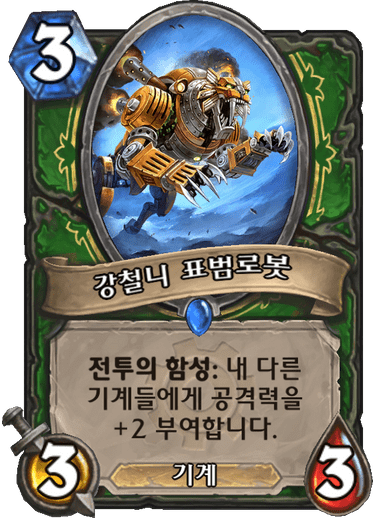 3
강철니 표범로봇
전투의 함성: 내 다른
기계들에게 공격력을
+2 부여합니다.
3
기계
3